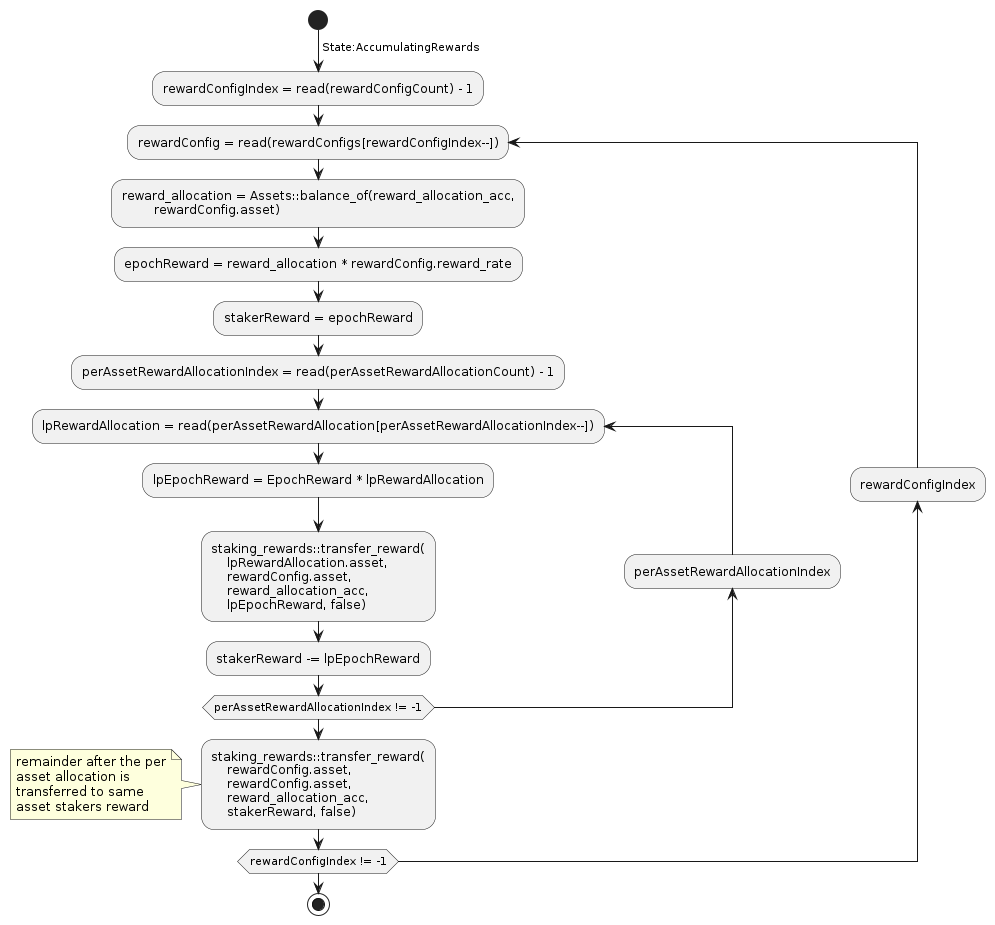 State:AccumulatingRewards
rewardConfigIndex = read(rewardConfigCount) - 1
rewardConfig = read(rewardConfigs[rewardConfigIndex--])
reward_allocation = Assets::balance_of(reward_allocation_acc,
rewardConfig.asset)
epochReward = reward_allocation * rewardConfig.reward_rate
stakerReward = epochReward
perAssetRewardAllocationIndex = read(perAssetRewardAllocationCount) - 1
lpRewardAllocation = read(perAssetRewardAllocation[perAssetRewardAllocationIndex--])
lpEpochReward = EpochReward * lpRewardAllocation
rewardConfigIndex
staking_rewards::transfer_reward(
lpRewardAllocation.asset,
rewardConfig.asset,
reward_allocation_acc,
lpEpochReward, false)
perAssetRewardAllocationIndex
stakerReward -= lpEpochReward
perAssetRewardAllocationIndex != -1
remainder after the per
asset allocation is
transferred to same
asset stakers reward
staking_rewards::transfer_reward(
rewardConfig.asset,
rewardConfig.asset,
reward_allocation_acc,
stakerReward, false)
rewardConfigIndex != -1